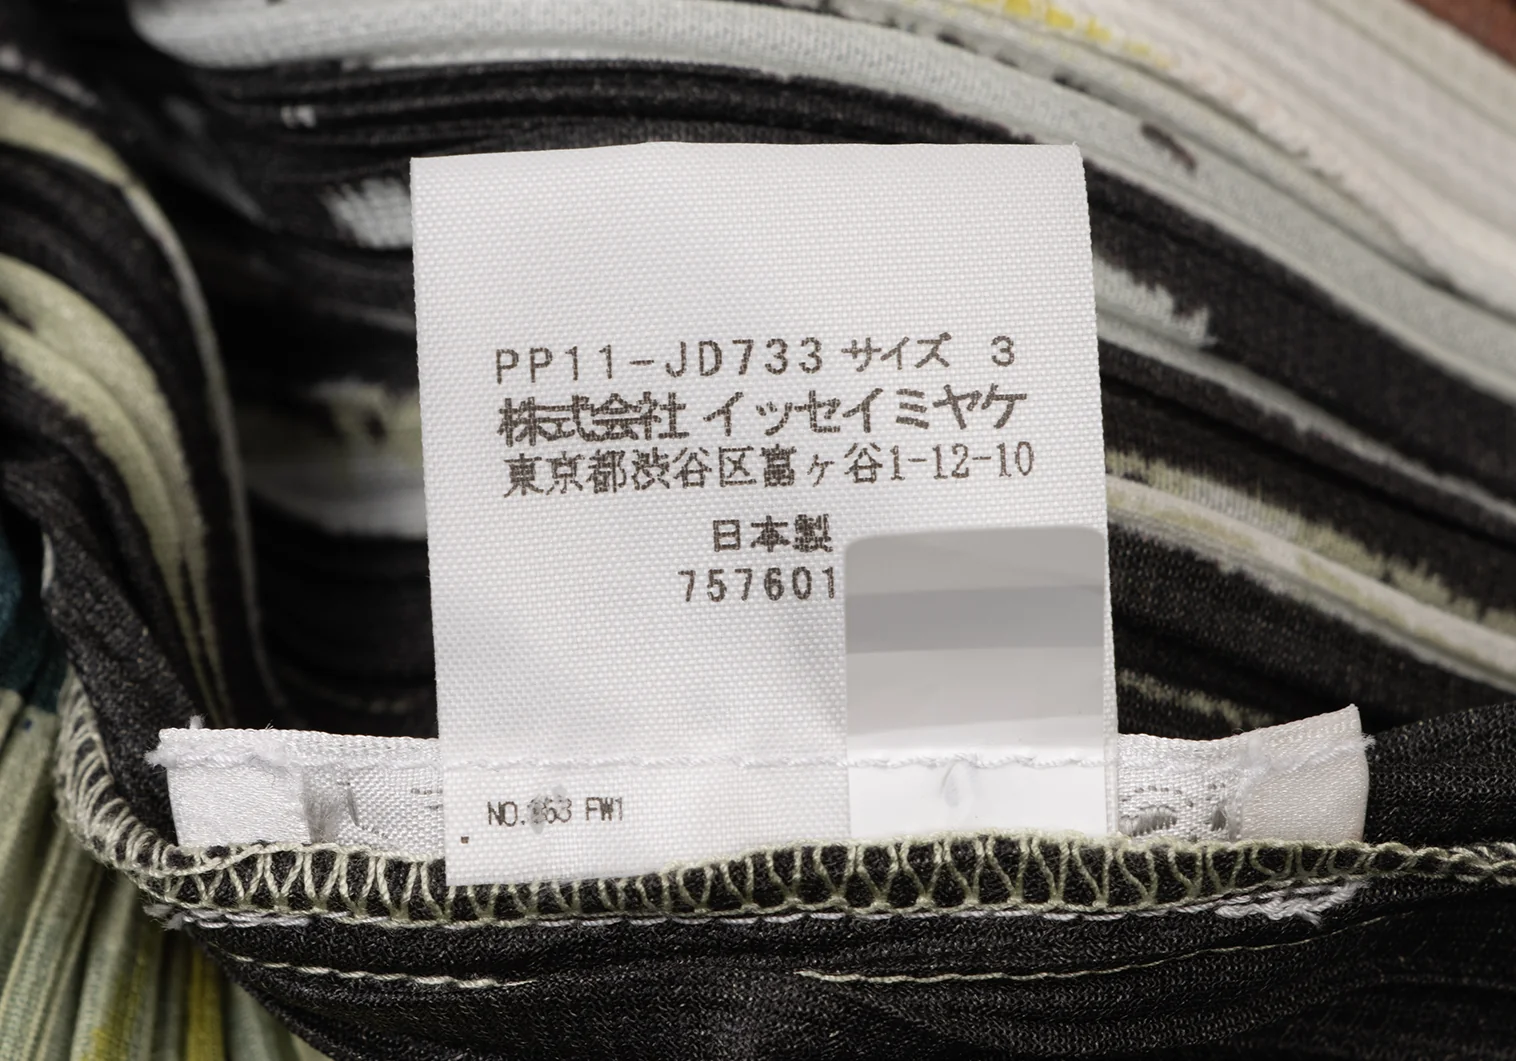 PP11-JD733 サイズ 3
株式会社 イッセイミヤケ
東京都渋谷区富ヶ谷1-12-10
日本製
757601
FW1